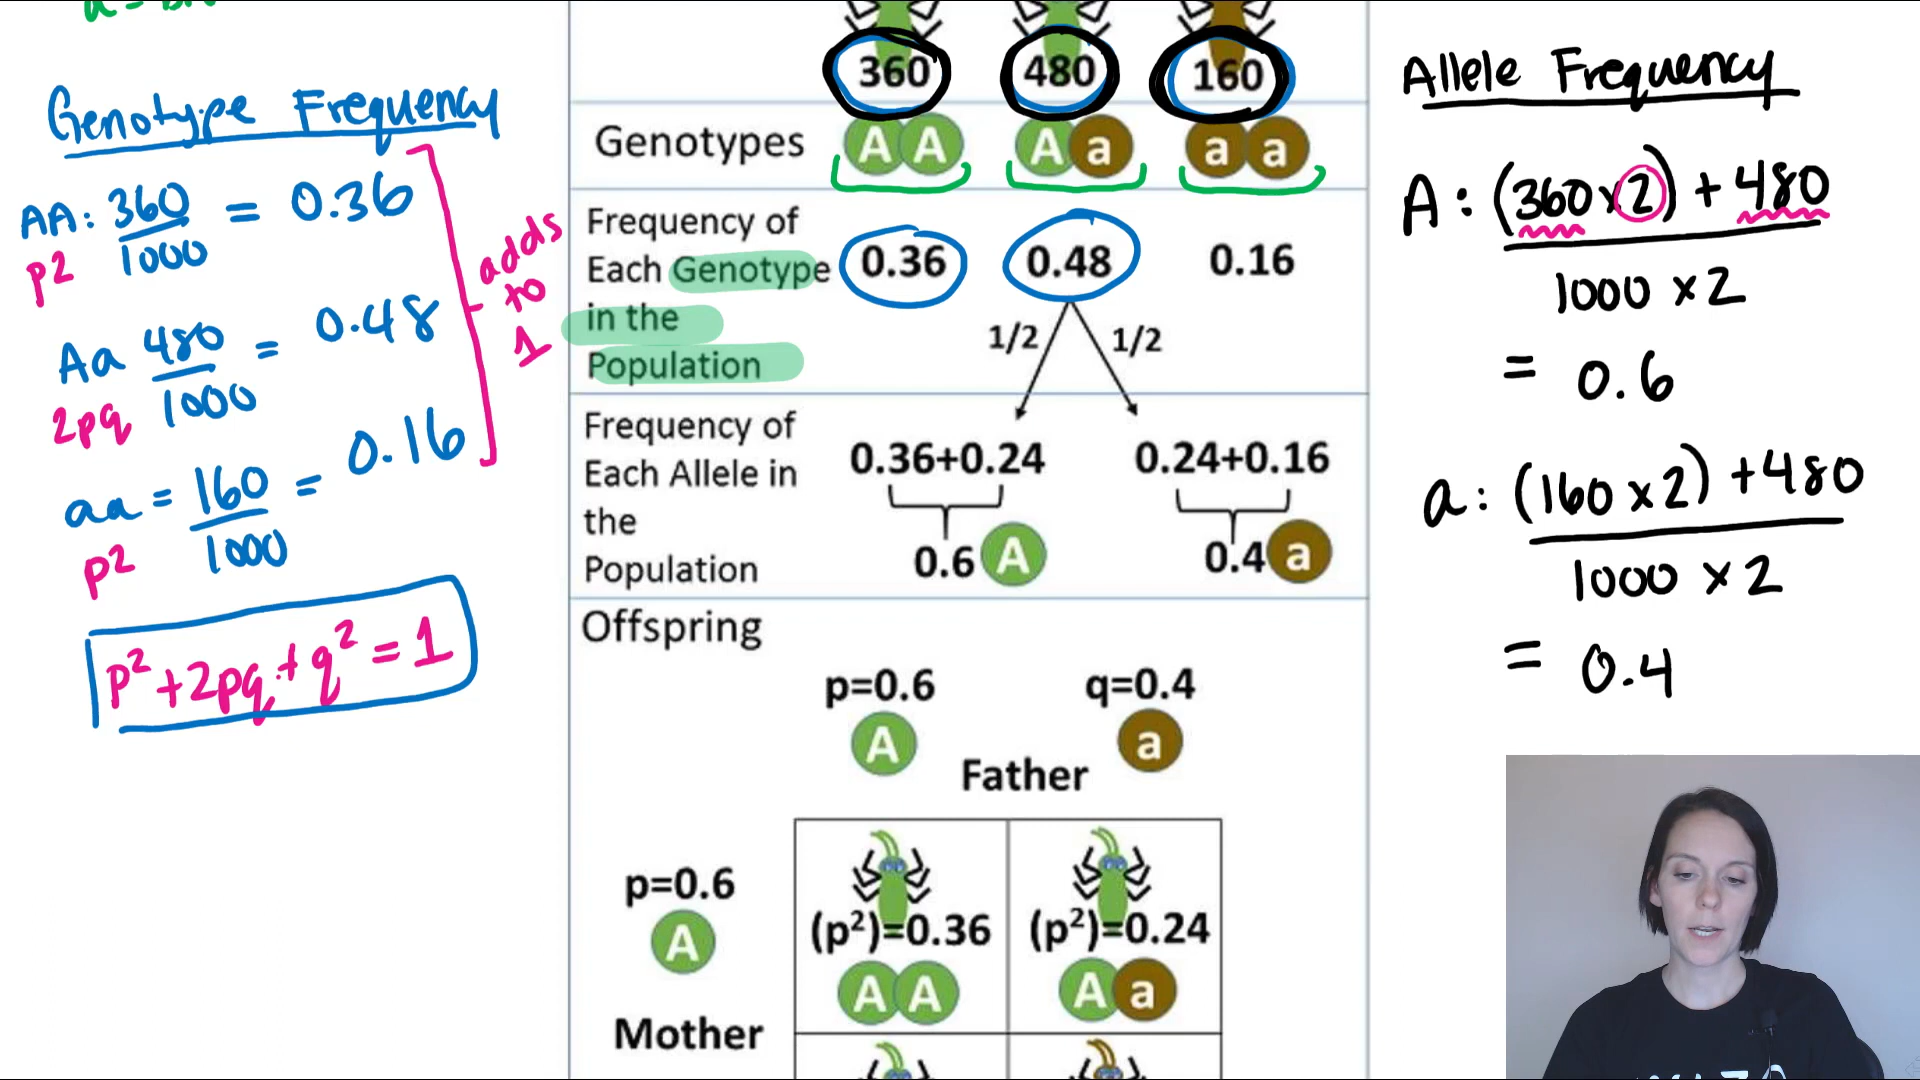 Genotype Frequency
AA: 360/1000 = 0.36
p2
Aa 480/1000 = 0.48
2pq
aa = 160/1000 = 0.16
p2
adds
to
1
p² + 2pq + q² = 1
360 480 160
Genotypes AA Aa aa
Frequency of
Each Genotype
in the
Population
0.36 0.48 0.16
1/2 1/2
Frequency of
Each Allele in
the
Population
0.36+0.24 0.24+0.16
0.6 A 0.4 a
Offspring
p=0.6 q=0.4
A a
Father
p=0.6
A
Mother
(p²)=0.36 (p²)=0.24
AA Aa
Allele Frequency
A: (360 x 2) + 480
1000 x 2
= 0.6
a: (160 x 2) + 480
1000 x 2
= 0.4